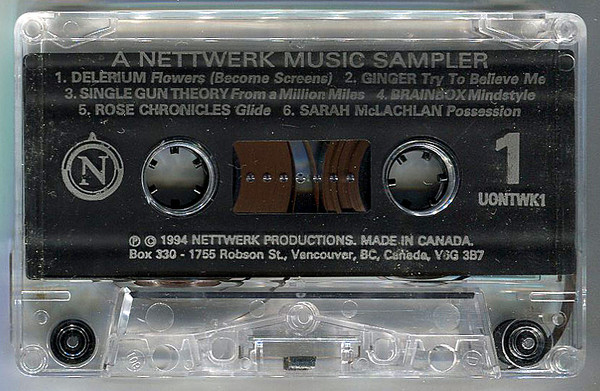 A NETTWERK MUSIC SAMPLER
1. DELERIUM Flowers (Become Screens) 2. GINGER Try To Believe Me
3. SINGLE GUN THEORY From a Million Miles 4. BRAINBOX Mindstyle
5. ROSE CHRONICLES Glide 6. SARAH McLACHLAN Possession
N
1
UONTWK1
℗ © 1994 NETTWERK PRODUCTIONS. MADE IN CANADA.
Box 330 - 1755 Robson St., Vancouver, BC, Canada, V6G 3B7